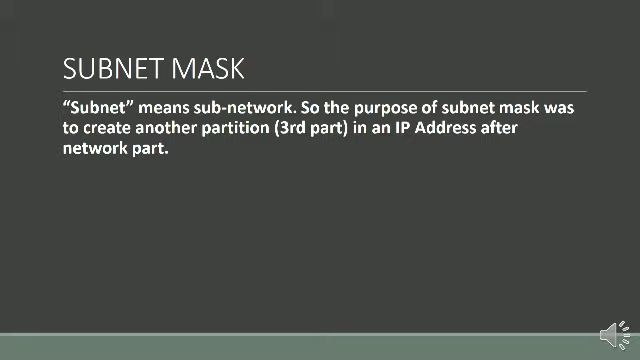 SUBNET MASK
“Subnet” means sub-network. So the purpose of subnet mask was
to create another partition (3rd part) in an IP Address after
network part.